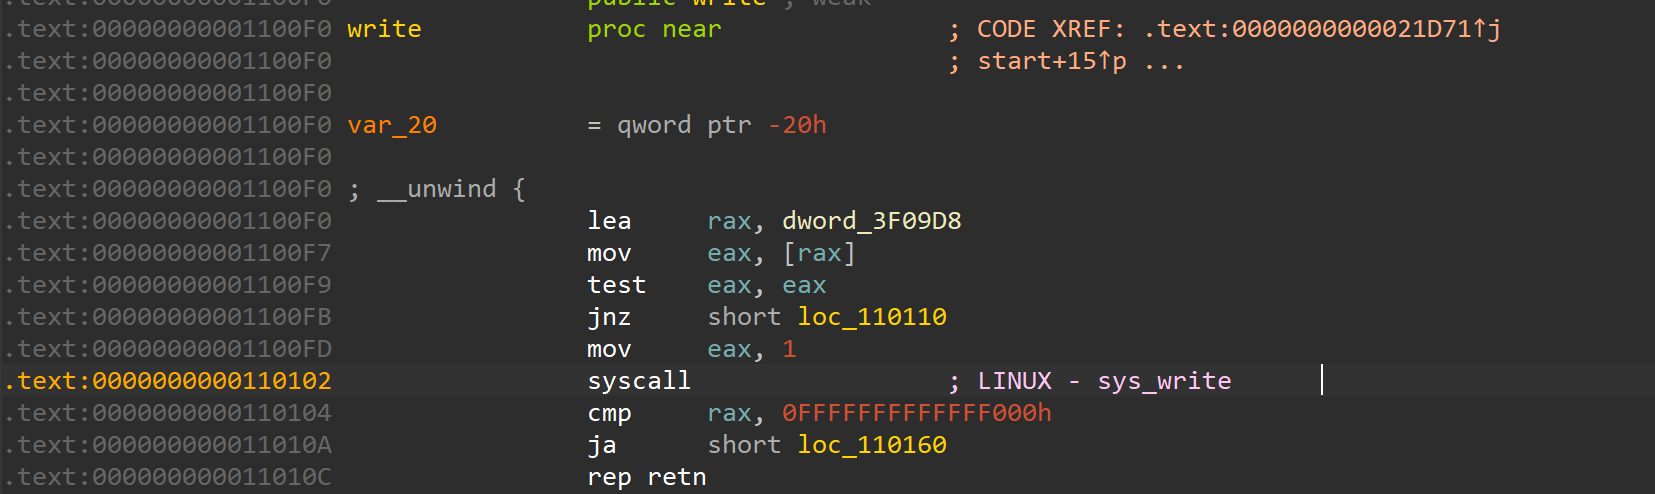 .text:00000000001100F0 public write ; weak
.text:00000000001100F0 write proc near ; CODE XREF: .text:0000000000021D71↑j
.text:00000000001100F0 ; start+15↑p ...
.text:00000000001100F0
.text:00000000001100F0 var_20 = qword ptr -20h
.text:00000000001100F0
.text:00000000001100F0 ; __unwind {
.text:00000000001100F0 lea rax, dword_3F09D8
.text:00000000001100F7 mov eax, [rax]
.text:00000000001100F9 test eax, eax
.text:00000000001100FB jnz short loc_110110
.text:00000000001100FD mov eax, 1
.text:0000000000110102 syscall ; LINUX - sys_write
.text:0000000000110104 cmp rax, 0FFFFFFFFFFFFF000h
.text:000000000011010A ja short loc_110160
.text:000000000011010C rep retn